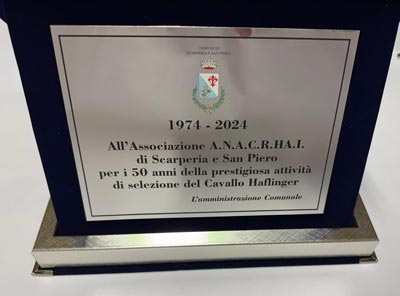 COMUNE DI
SCARPERIA E SAN PIERO
1974 - 2024
All'Associazione A.N.A.C.R.HA.I.
di Scarperia e San Piero
per i 50 anni della prestigiosa attività
di selezione del Cavallo Haflinger
L'amministrazione Comunale